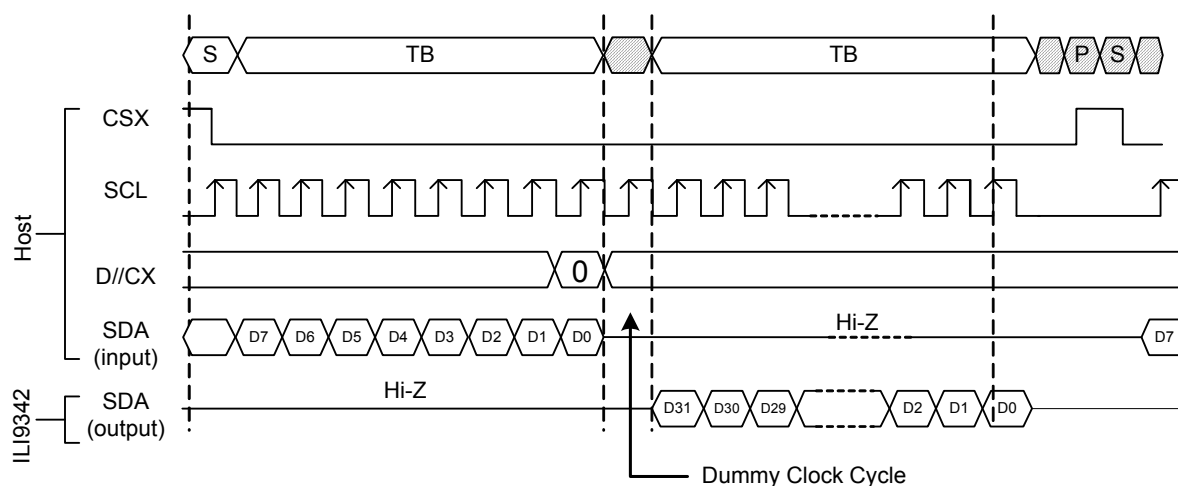 S TB TB P S
CSX
SCL
Host
D//CX 0
SDA
(input)
D7 D6 D5 D4 D3 D2 D1 D0 Hi-Z D7
ILI9342
SDA
(output)
Hi-Z
D31 D30 D29 D2 D1 D0
Dummy Clock Cycle